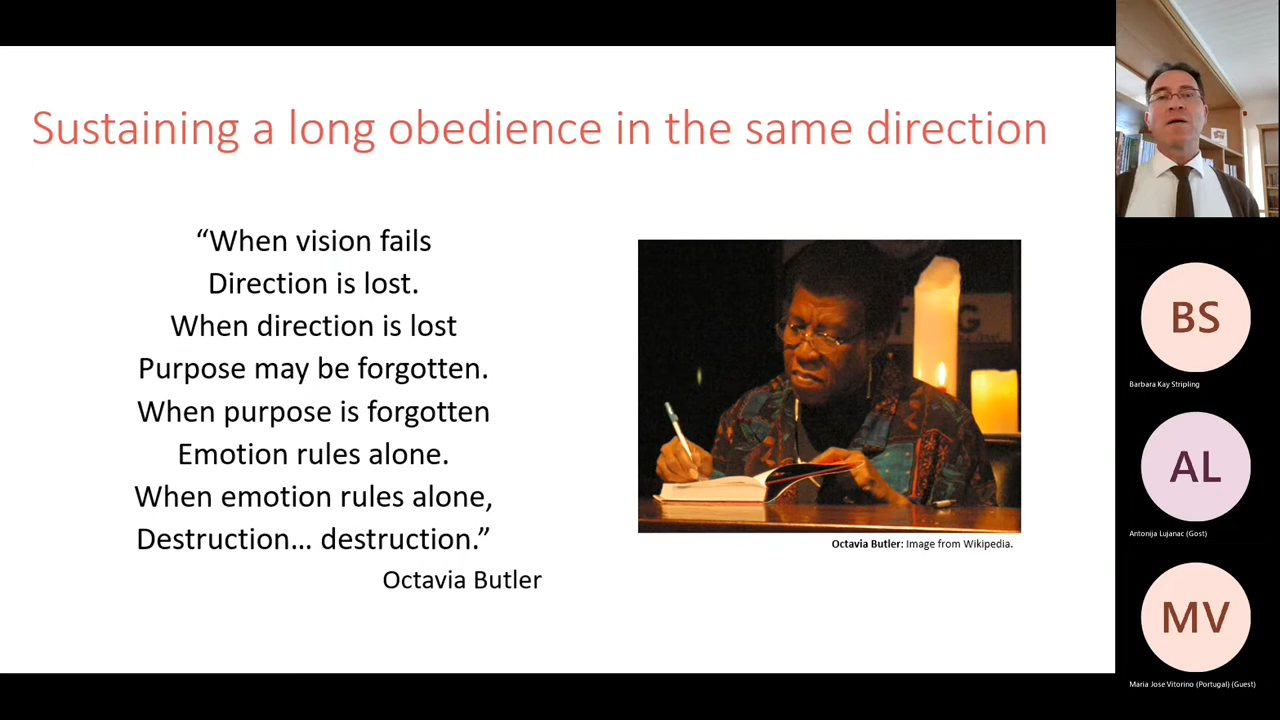 Sustaining a long obedience in the same direction
“When vision fails
Direction is lost.
When direction is lost
Purpose may be forgotten.
When purpose is forgotten
Emotion rules alone.
When emotion rules alone,
Destruction... destruction.”
Octavia Butler
Octavia Butler: Image from Wikipedia.
BS
Barbara Kay Stripling
AL
Antonija Lujanac (Gost)
MV
Maria Jose Vitorino (Portugal) (Guest)